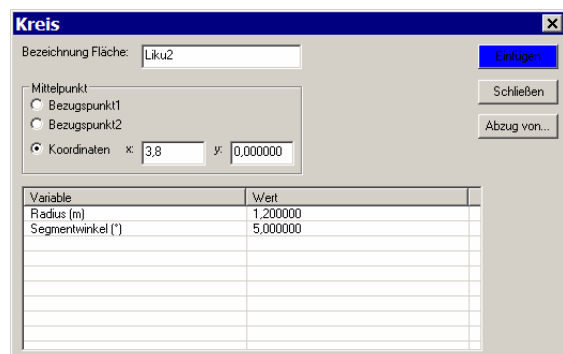 Kreis
Bezeichnung Fläche: Liku2
Einfügen
Mittelpunkt
Bezugspunkt1
Bezugspunkt2
Koordinaten x: 3,8 y: 0,000000
Schließen
Abzug von...
Variable Wert
Radius (m) 1,200000
Segmentwinkel (°) 5,000000